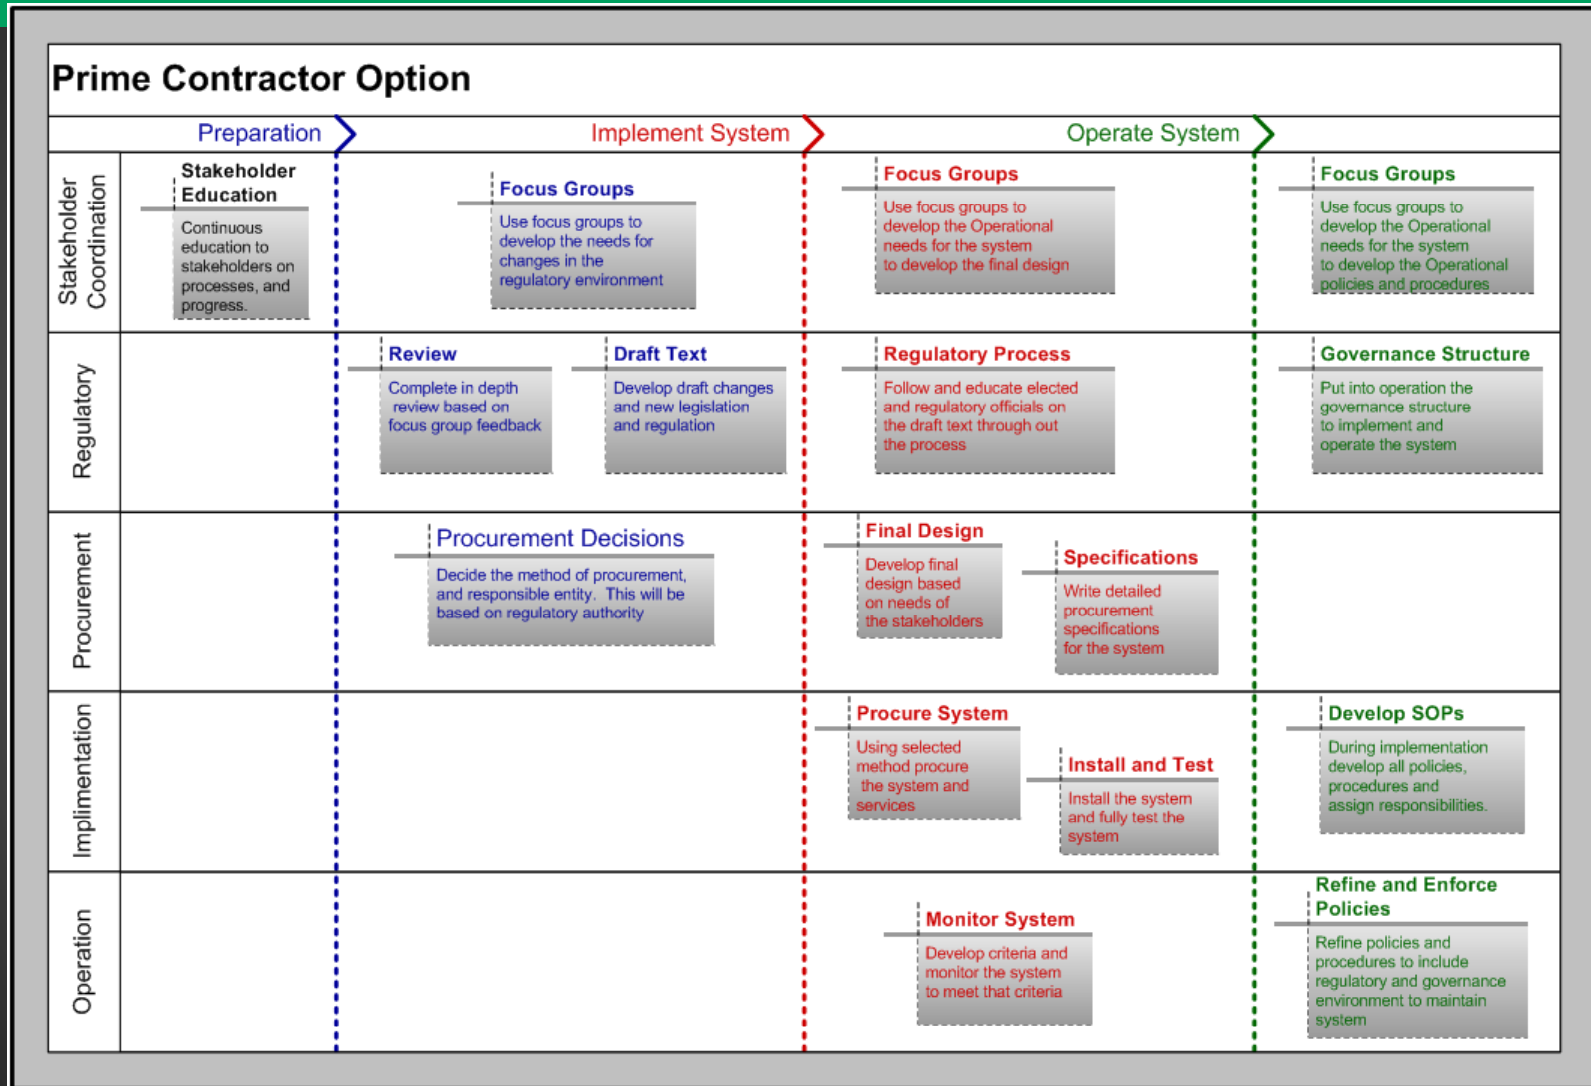 Prime Contractor Option
Preparation
Implement System
Operate System
Stakeholder
Coordination
Stakeholder
Education
Continuous
education to
stakeholders on
processes, and
progress.
Focus Groups
Use focus groups to
develop the needs for
changes in the
regulatory environment
Focus Groups
Use focus groups to
develop the Operational
needs for the system
to develop the final design
Focus Groups
Use focus groups to
develop the Operational
needs for the system
to develop the Operational
policies and procedures
Regulatory
Review
Complete in depth
review based on
focus group feedback
Draft Text
Develop draft changes
and new legislation
and regulation
Regulatory Process
Follow and educate elected
and regulatory officials on
the draft text through out
the process
Governance Structure
Put into operation the
governance structure
to implement and
operate the system
Procurement
Procurement Decisions
Decide the method of procurement,
and responsible entity. This will be
based on regulatory authority
Final Design
Develop final
design based
on needs of
the stakeholders
Specifications
Write detailed
procurement
specifications
for the system
Implimentation
Procure System
Using selected
method procure
the system and
services
Install and Test
Install the system
and fully test the
system
Develop SOPs
During implementation
develop all policies,
procedures and
assign responsibilities.
Operation
Monitor System
Develop criteria and
monitor the system
to meet that criteria
Refine and Enforce
Policies
Refine policies and
procedures to include
regulatory and governance
environment to maintain
system